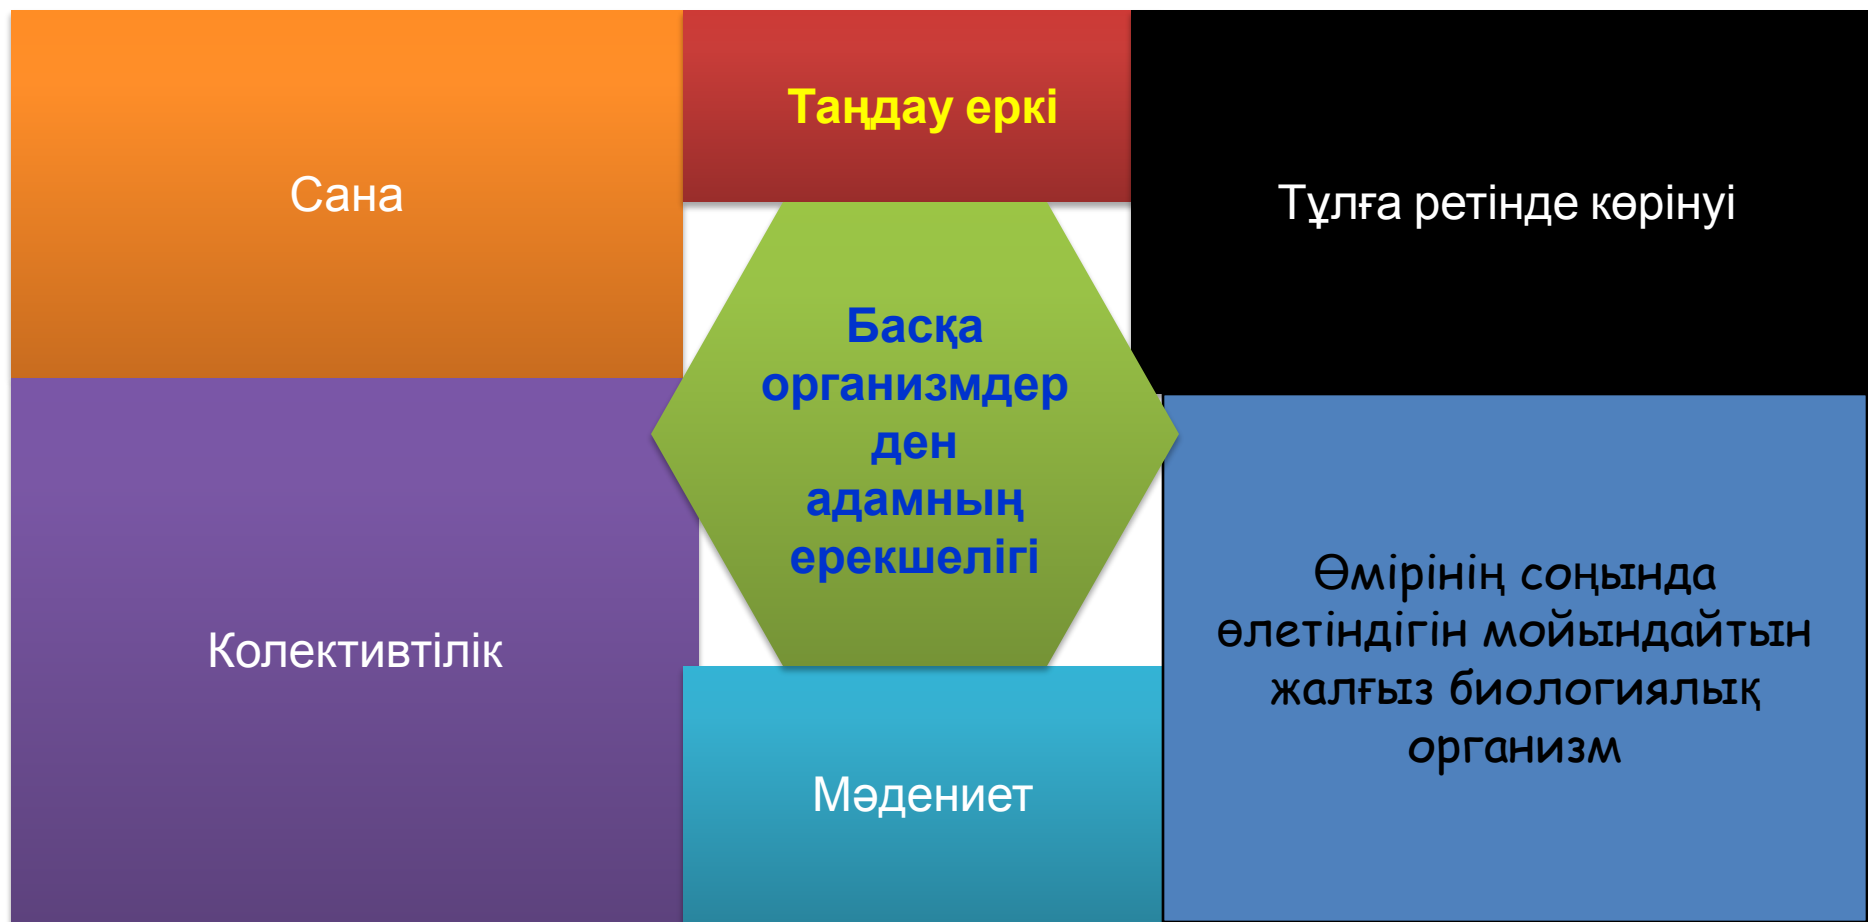 Сана
Таңдау еркі
Тұлға ретінде көрінуі
Басқа
организмдер
ден
адамның
ерекшелігі
Колективтілік
Мәдениет
Өмірінің соңында
өлетіндігін мойындайтын
жалғыз биологиялық
организм